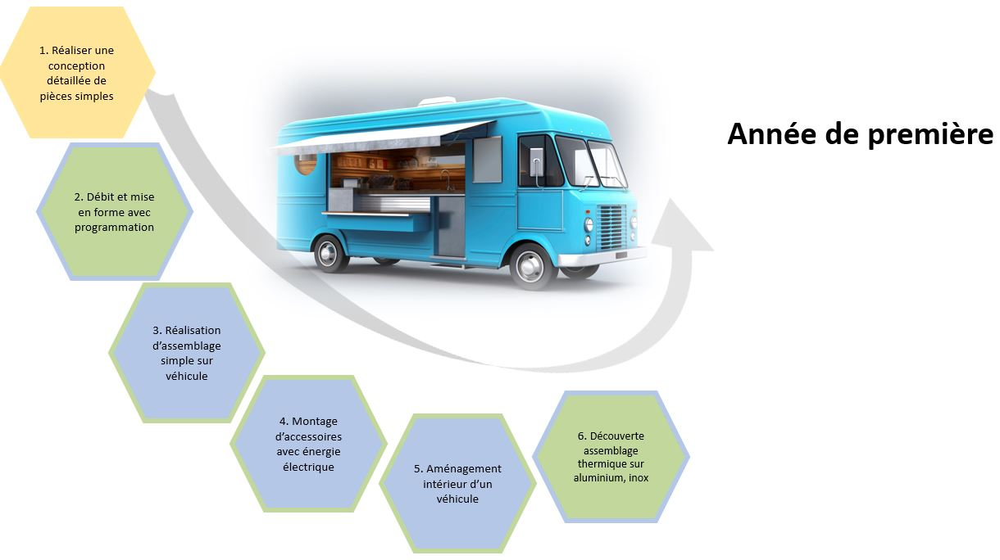 1. Réaliser une
conception
détaillée de
pièces simples
Année de première
2. Débit et mise
en forme avec
programmation
3. Réalisation
d’assemblage
simple sur
véhicule
4. Montage
d’accessoires
avec énergie
électrique
5. Aménagement
intérieur d’un
véhicule
6. Découverte
assemblage
thermique sur
aluminium, inox